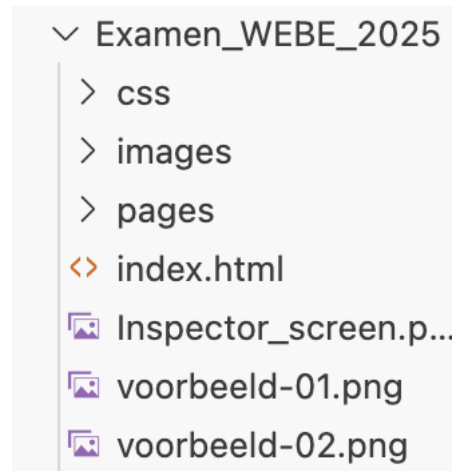 Examen_WEBE_2025
css
images
pages
index.html
Inspector_screen.p...
voorbeeld-01.png
voorbeeld-02.png